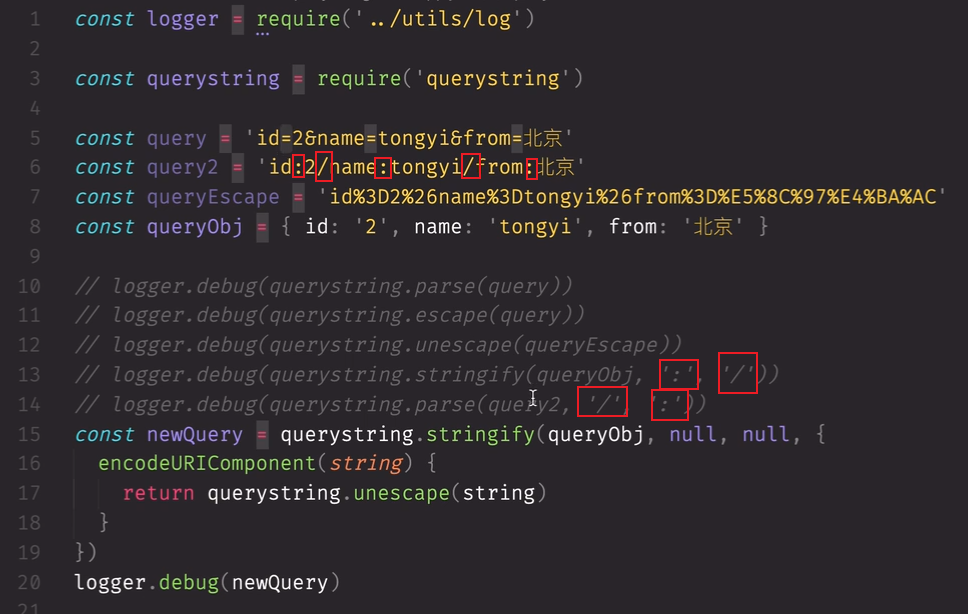 1 const logger = require('../utils/log')
2
3 const querystring = require('querystring')
4
5 const query = 'id=2&name=tongyi&from=北京'
6 const query2 = 'id:2/name:tongyi/from:北京'
7 const queryEscape = 'id%3D2%26name%3Dtongyi%26from%3D%E5%8C%97%E4%BA%AC'
8 const queryObj = { id: '2', name: 'tongyi', from: '北京' }
9
10 // logger.debug(querystring.parse(query))
11 // logger.debug(querystring.escape(query))
12 // logger.debug(querystring.unescape(queryEscape))
13 // logger.debug(querystring.stringify(queryObj, ':', '/'))
14 // logger.debug(querystring.parse(query2, '/', ':'))
15 const newQuery = querystring.stringify(queryObj, null, null, {
16 encodeURIComponent(string) {
17 return querystring.unescape(string)
18 }
19 })
20 logger.debug(newQuery)
21